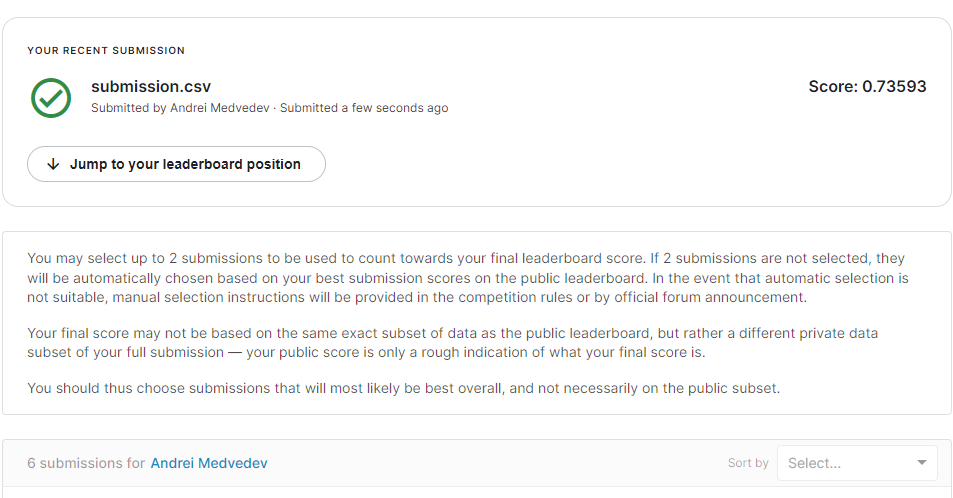 YOUR RECENT SUBMISSION
submission.csv
Score: 0.73593
Submitted by Andrei Medvedev · Submitted a few seconds ago
Jump to your leaderboard position
You may select up to 2 submissions to be used to count towards your final leaderboard score. If 2 submissions are not selected, they
will be automatically chosen based on your best submission scores on the public leaderboard. In the event that automatic selection is
not suitable, manual selection instructions will be provided in the competition rules or by official forum announcement.
Your final score may not be based on the same exact subset of data as the public leaderboard, but rather a different private data
subset of your full submission — your public score is only a rough indication of what your final score is.
You should thus choose submissions that will most likely be best overall, and not necessarily on the public subset.
6 submissions for Andrei Medvedev
Sort by
Select...